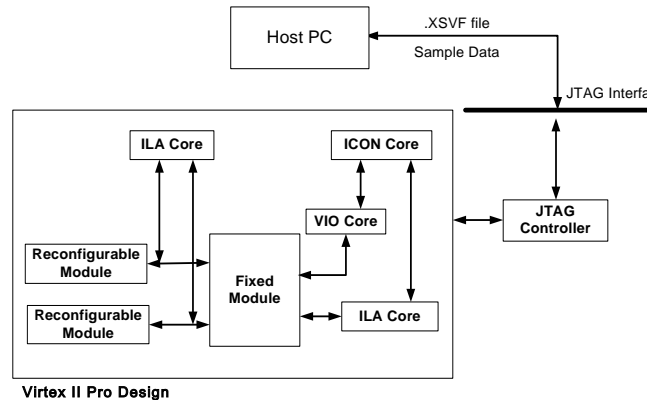 Host PC
.XSVF file
Sample Data
JTAG
ILA Core
ICON Core
VIO Core
JTAG
Controller
Reconfigurable
Module
Fixed
Module
Reconfigurable
Module
ILA Core
Virtex II Pro Design